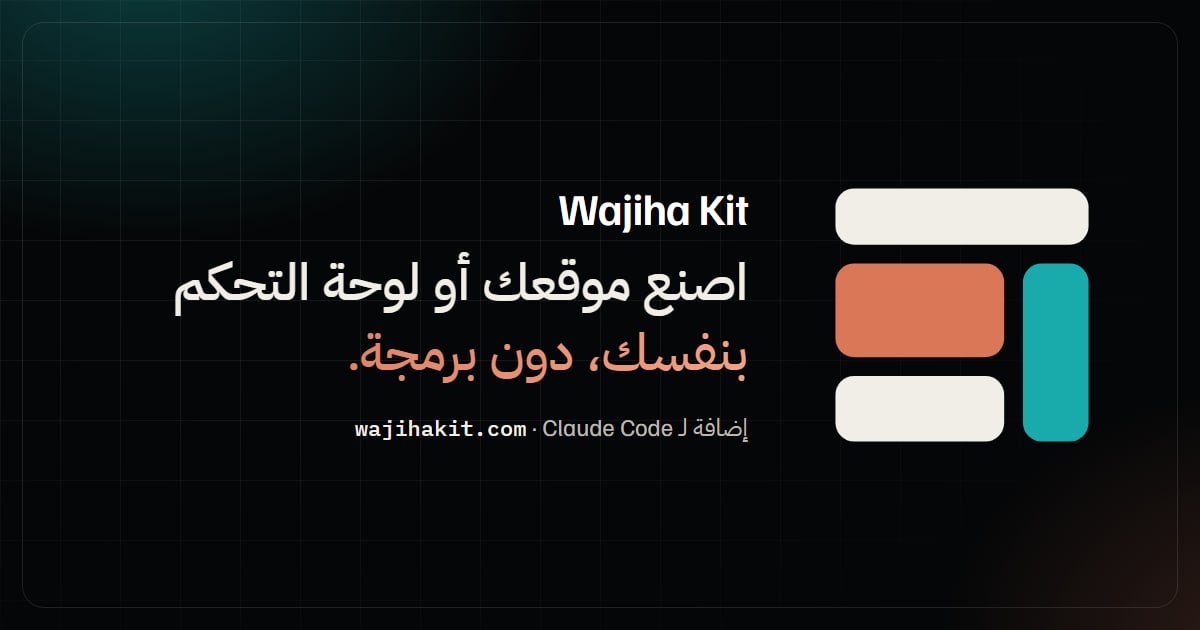 Wajiha Kit
اصنع موقعك أو لوحة التحكم
بنفسك، دون برمجة.
إضافة لـ Claude Code · wajihakit.com